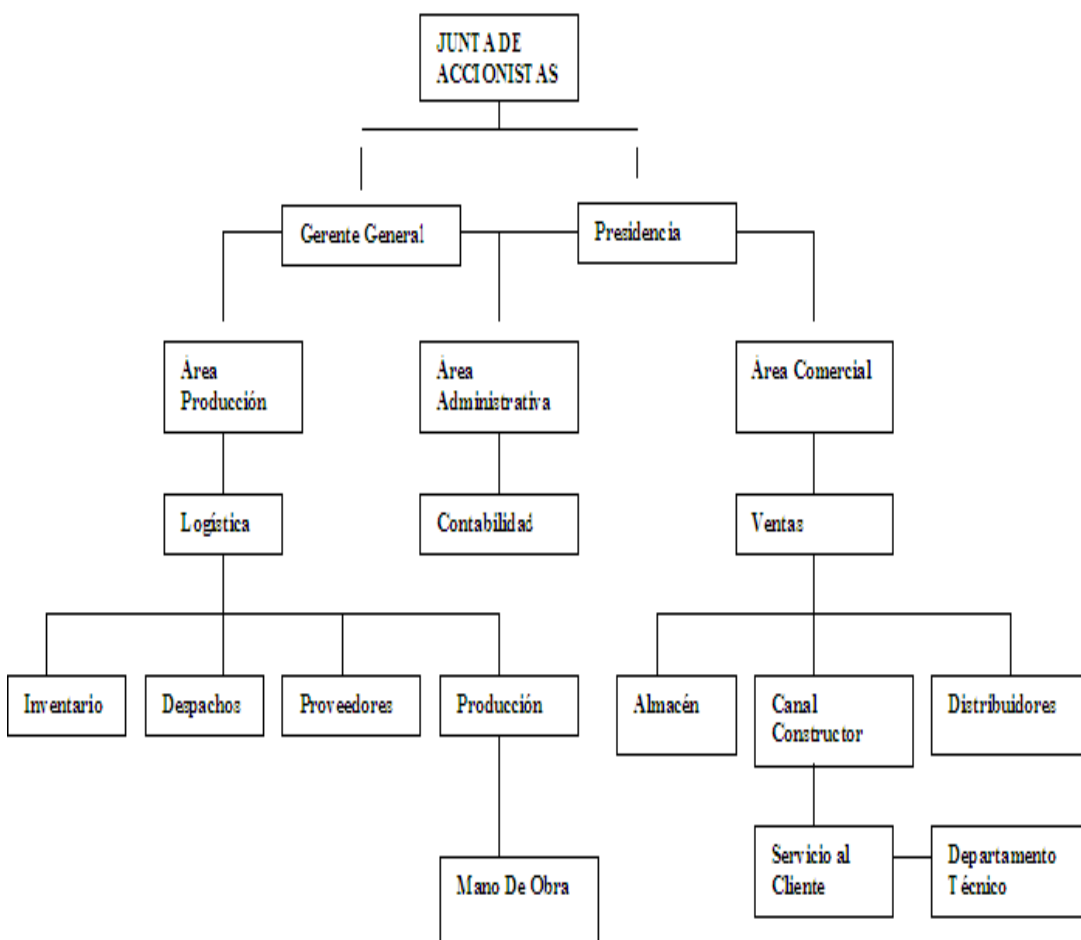 JUNTA DE
ACCIONISTAS
Gerente General
Presidencia
Área
Producción
Área
Administrativa
Área Comercial
Logística
Contabilidad
Ventas
Inventario
Despachos
Proveedores
Producción
Almacén
Canal
Constructor
Distribuidores
Mano De Obra
Servicio al
Cliente
Departamento
Técnico